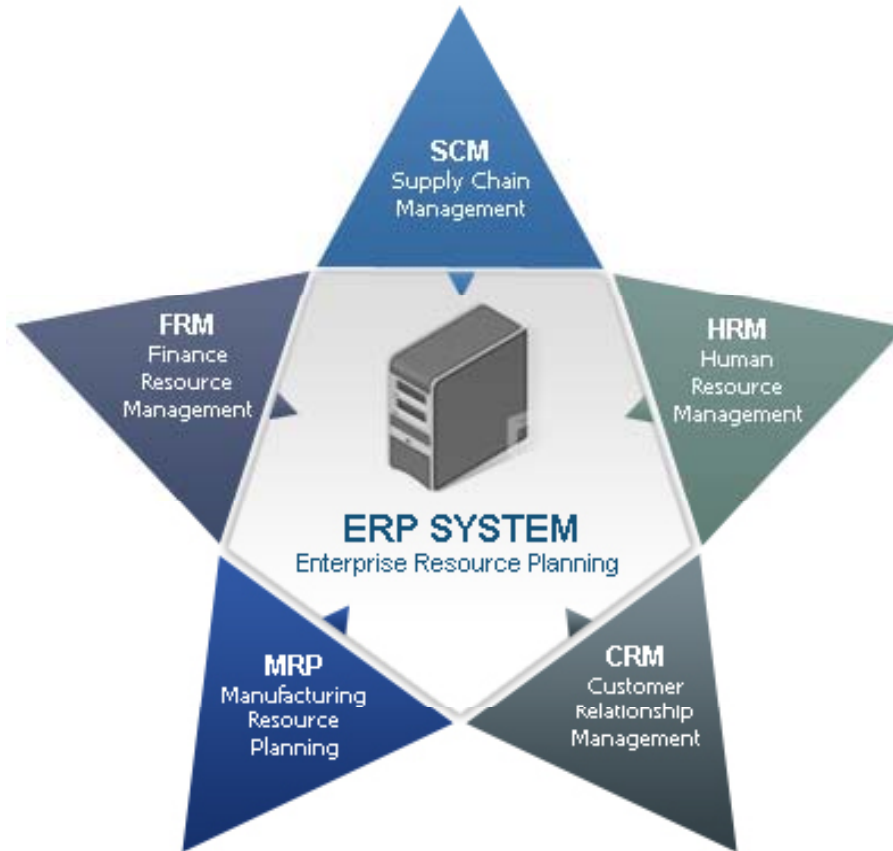 SCM
Supply Chain
Management
FRM
Finance
Resource
Management
HRM
Human
Resource
Management
ERP SYSTEM
Enterprise Resource Planning
MRP
Manufacturing
Resource
Planning
CRM
Customer
Relationship
Management